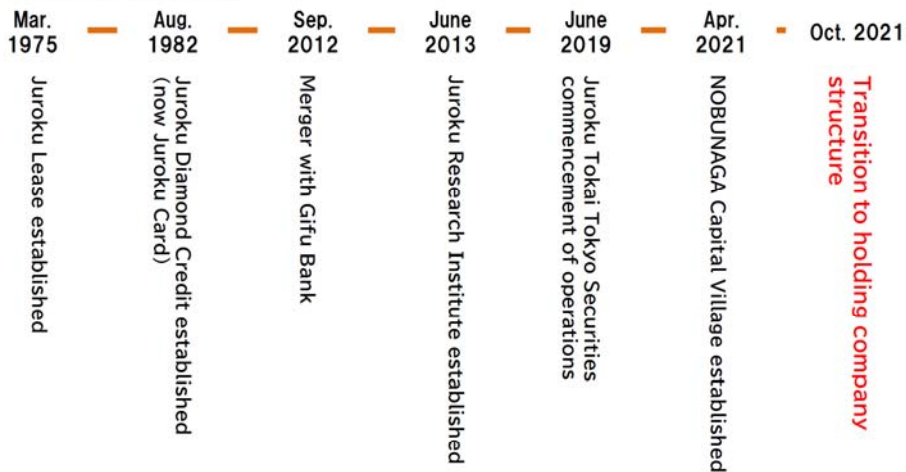 Mar.
1975
Aug.
1982
Sep.
2012
June
2013
June
2019
Apr.
2021
Oct. 2021
Juroku Lease established
Juroku Diamond Credit established
(now Juroku Card)
Merger with Gifu Bank
Juroku Research Institute established
Juroku Tokai Tokyo Securities
commencement of operations
NOBUNAGA Capital Village established
Transition to holding company
structure